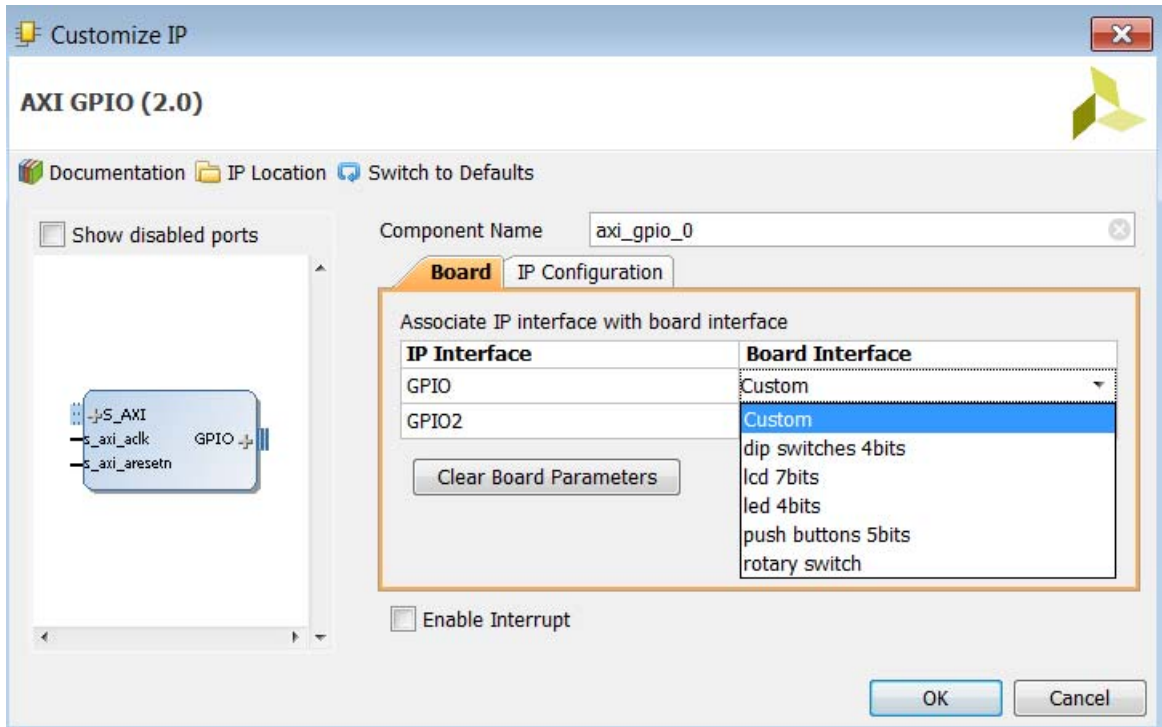 Customize IP
AXI GPIO (2.0)
Documentation IP Location Switch to Defaults
Show disabled ports
Component Name axi_gpio_0
Board IP Configuration
Associate IP interface with board interface
IP Interface Board Interface
GPIO Custom
GPIO2 Custom
dip switches 4bits
lcd 7bits
led 4bits
push buttons 5bits
rotary switch
Clear Board Parameters
S_AXI
s_axi_aclk GPIO
s_axi_aresetn
Enable Interrupt
OK Cancel